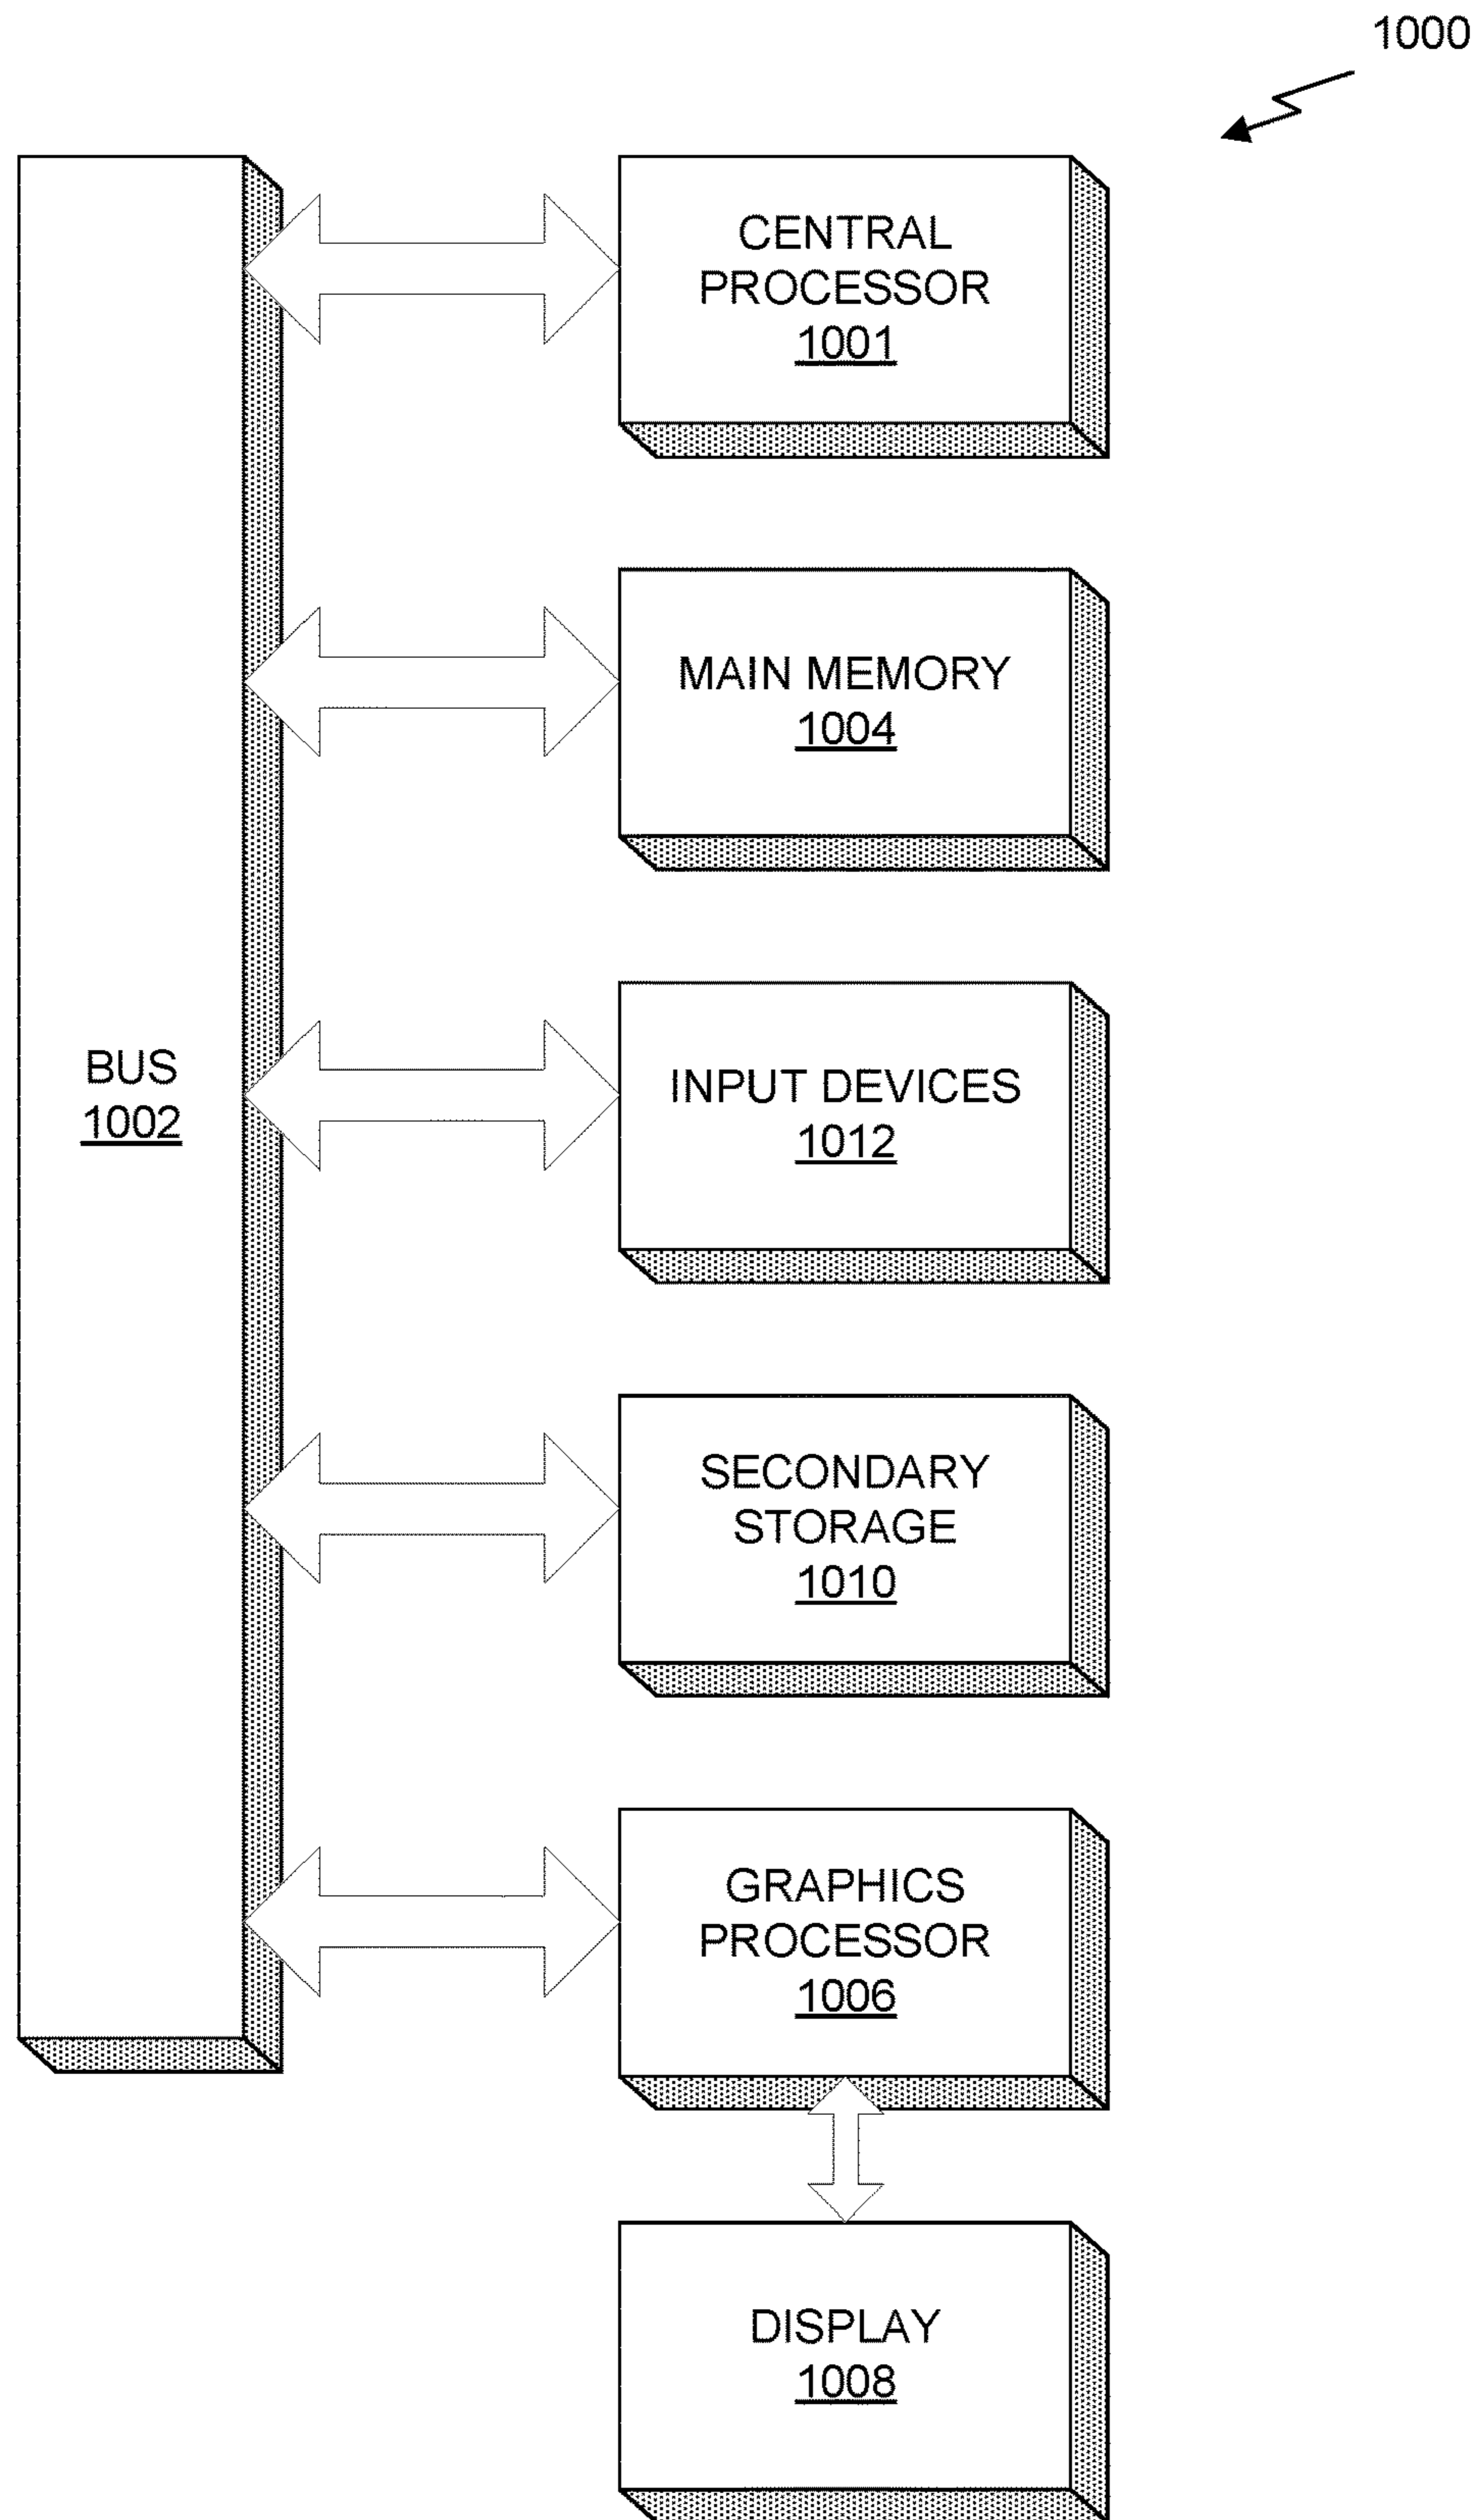 1000
CENTRAL
PROCESSOR
1001
MAIN MEMORY
1004
BUS
1002
INPUT DEVICES
1012
SECONDARY
STORAGE
1010
GRAPHICS
PROCESSOR
1006
DISPLAY
1008